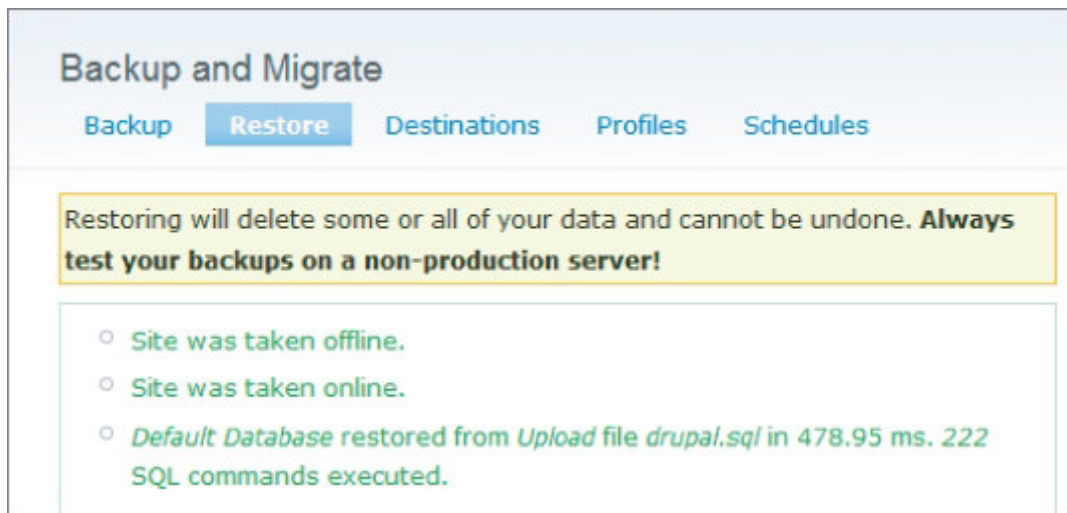 Backup and Migrate
Backup Restore Destinations Profiles Schedules
Restoring will delete some or all of your data and cannot be undone. Always
test your backups on a non-production server!
Site was taken offline.
Site was taken online.
Default Database restored from Upload file drupal.sql in 478.95 ms. 222
SQL commands executed.